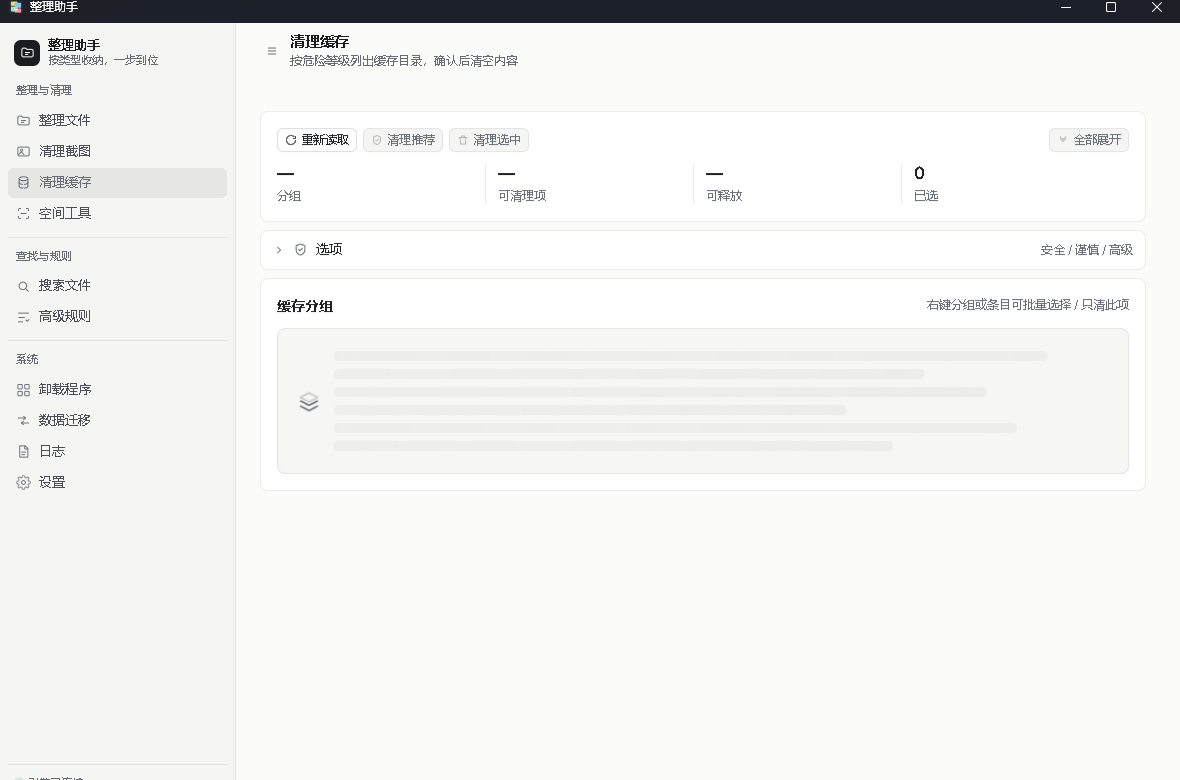 整理助手
整理助手
按类型收纳，一步到位
整理与清理
整理文件
清理截图
清理缓存
空间工具
查找与规则
搜索文件
高级规则
系统
卸载程序
数据迁移
日志
设置
清理缓存
按危险等级列出缓存目录，确认后清空内容
重新读取
清理推荐
清理选中
全部展开
—
分组
—
可清理项
—
可释放
0
已选
选项
安全 / 谨慎 / 高级
缓存分组
右键分组或条目可批量选择 / 只清此项